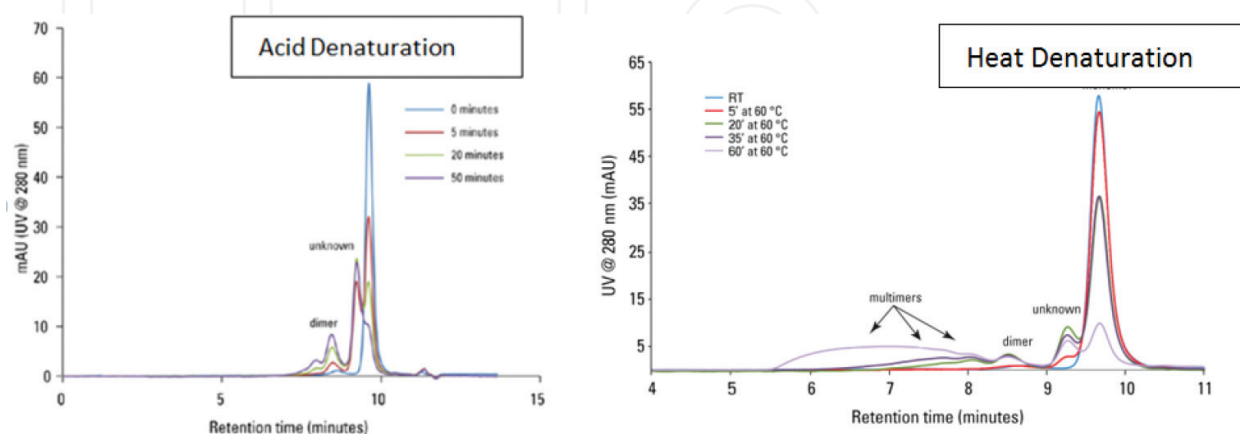 Acid Denaturation
70
60
50
40
30
20
10
0
mAU (UV @ 280 nm)
0 minutes
5 minutes
20 minutes
50 minutes
unknown
dimer
0
5
10
15
Retention time (minutes)
Heat Denaturation
65
55
45
35
25
15
5
UV @ 280 nm (mAU)
RT
5' at 60 °C
20' at 60 °C
35' at 60 °C
60' at 60 °C
multimers
dimer
unknown
4
5
6
7
8
9
10
11
Retention time (minutes)